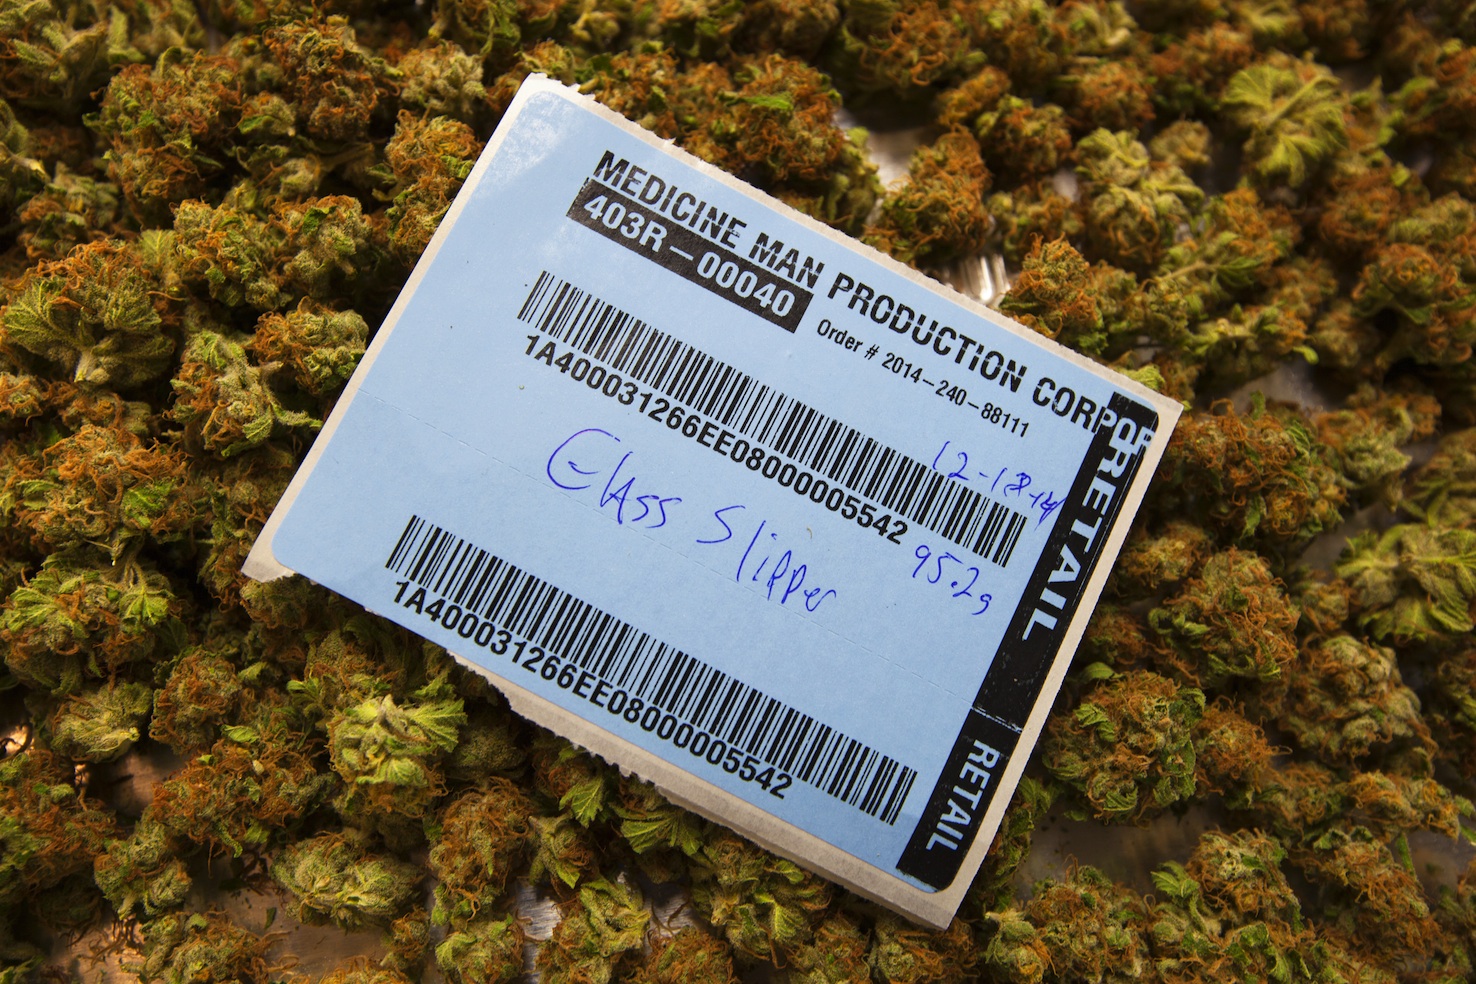 MEDICINE MAN PRODUCTION CORPOR
403R-00040
Order # 2014-240-88111
1A400031266EE08000005542
12-18-14
95.2g
Glass Slipper
1A400031266EE08000005542
RETAIL
RETAIL